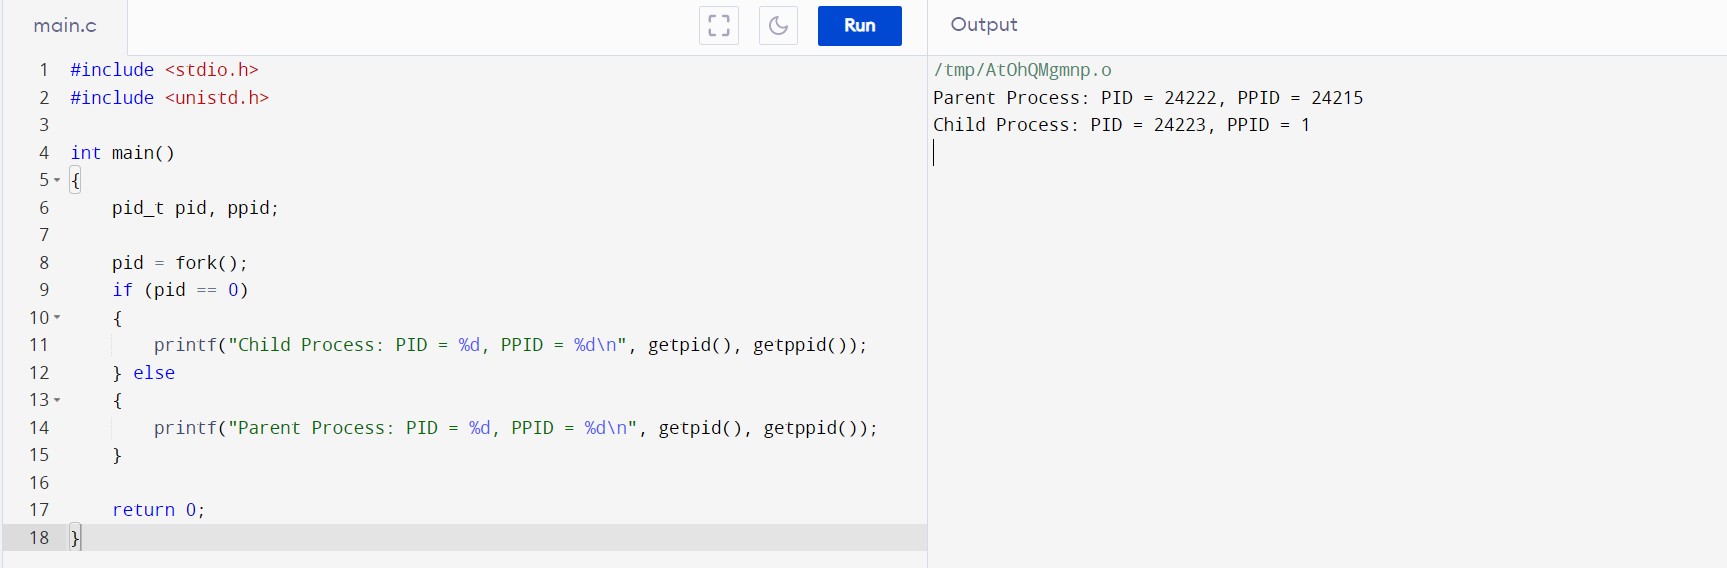 main.c
Run
Output
1 #include <stdio.h>
2 #include <unistd.h>
3
4 int main()
5 {
6     pid_t pid, ppid;
7
8     pid = fork();
9     if (pid == 0)
10     {
11         printf("Child Process: PID = %d, PPID = %d\n", getpid(), getppid());
12     } else
13     {
14         printf("Parent Process: PID = %d, PPID = %d\n", getpid(), getppid());
15     }
16
17     return 0;
18 }
/tmp/AtOhQMgmnp.o
Parent Process: PID = 24222, PPID = 24215
Child Process: PID = 24223, PPID = 1